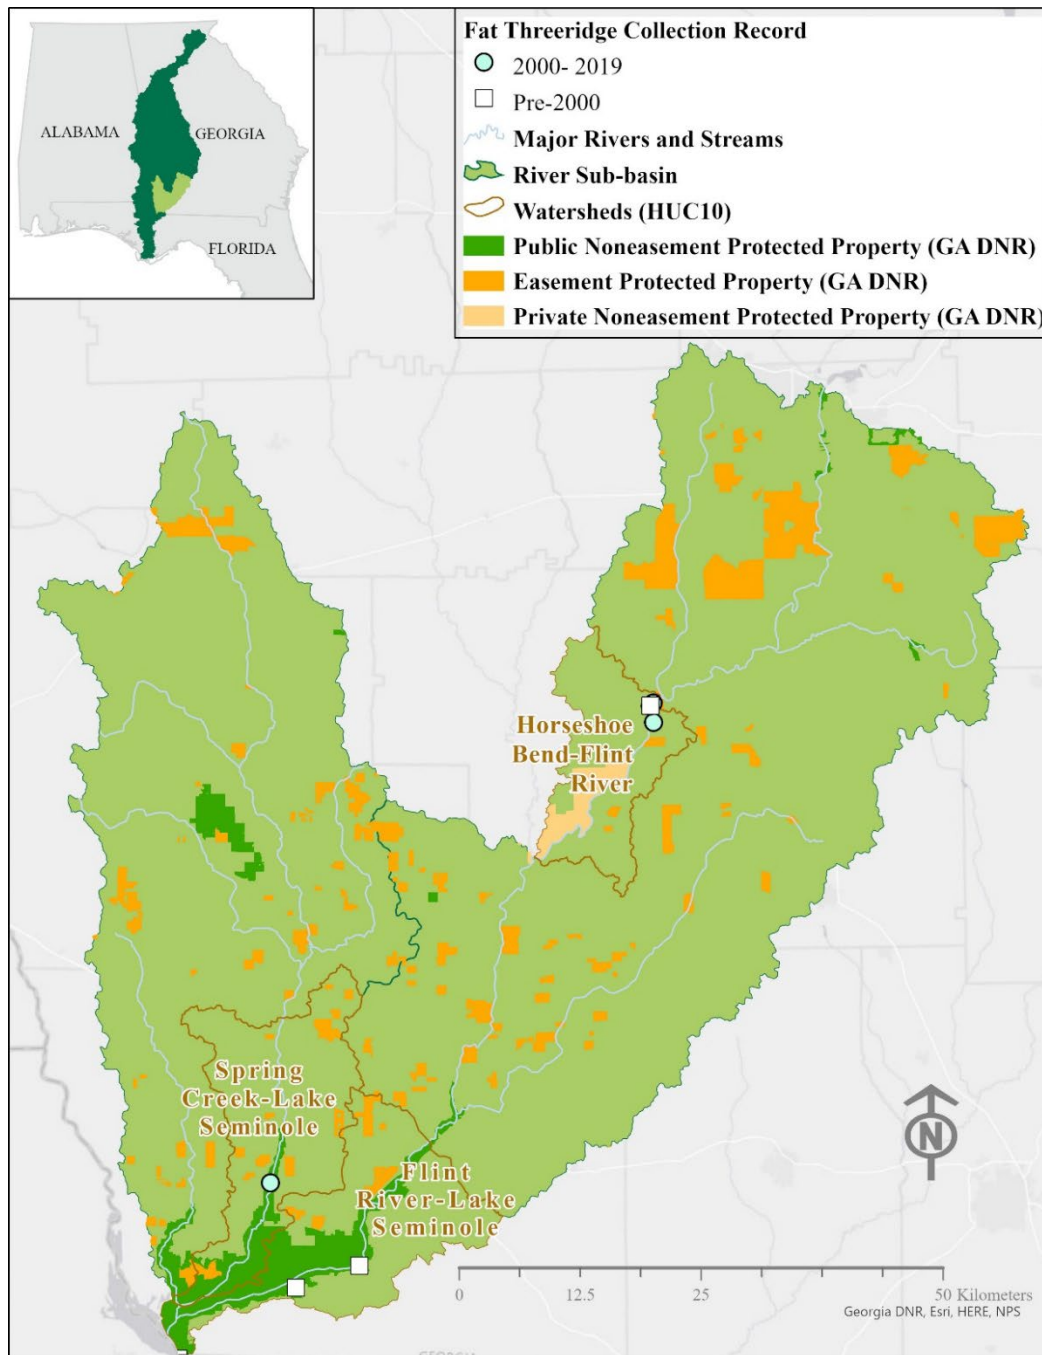 ALABAMA
GEORGIA
FLORIDA
Fat Threeridge Collection Record
2000- 2019
Pre-2000
Major Rivers and Streams
River Sub-basin
Watersheds (HUC10)
Public Noneasement Protected Property (GA DNR)
Easement Protected Property (GA DNR)
Private Noneasement Protected Property (GA DNR)
Horseshoe
Bend-Flint
River
Spring
Creek-Lake
Seminole
Flint
River-Lake
Seminole
N
0 12.5 25 50 Kilometers
Georgia DNR, Esri, HERE, NPS